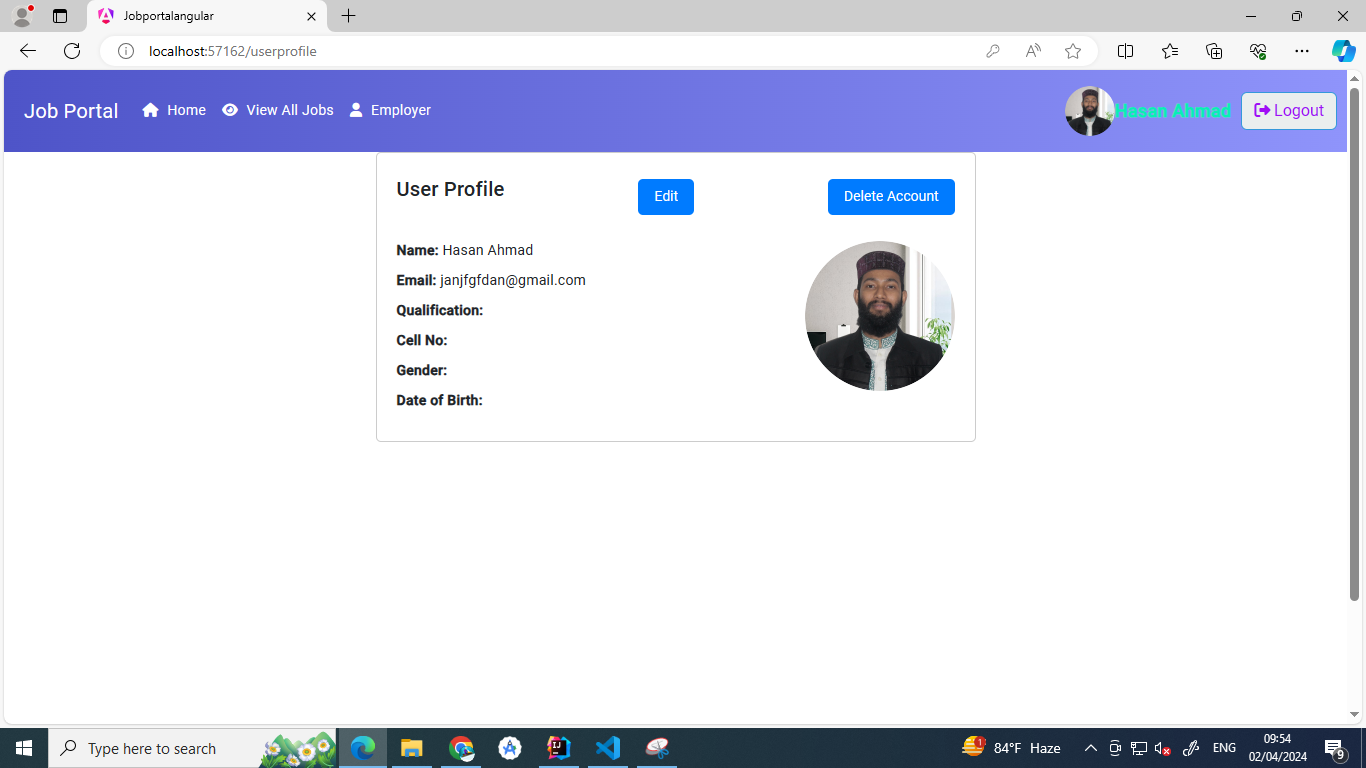 Jobportalangular
localhost:57162/userprofile
Job Portal
Home
View All Jobs
Employer
Hasan Ahmad
Logout
User Profile
Edit
Delete Account
Name: Hasan Ahmad
Email: janjfgfdan@gmail.com
Qualification:
Cell No:
Gender:
Date of Birth:
Type here to search
1
84°F Haze
ENG
09:54
02/04/2024
9